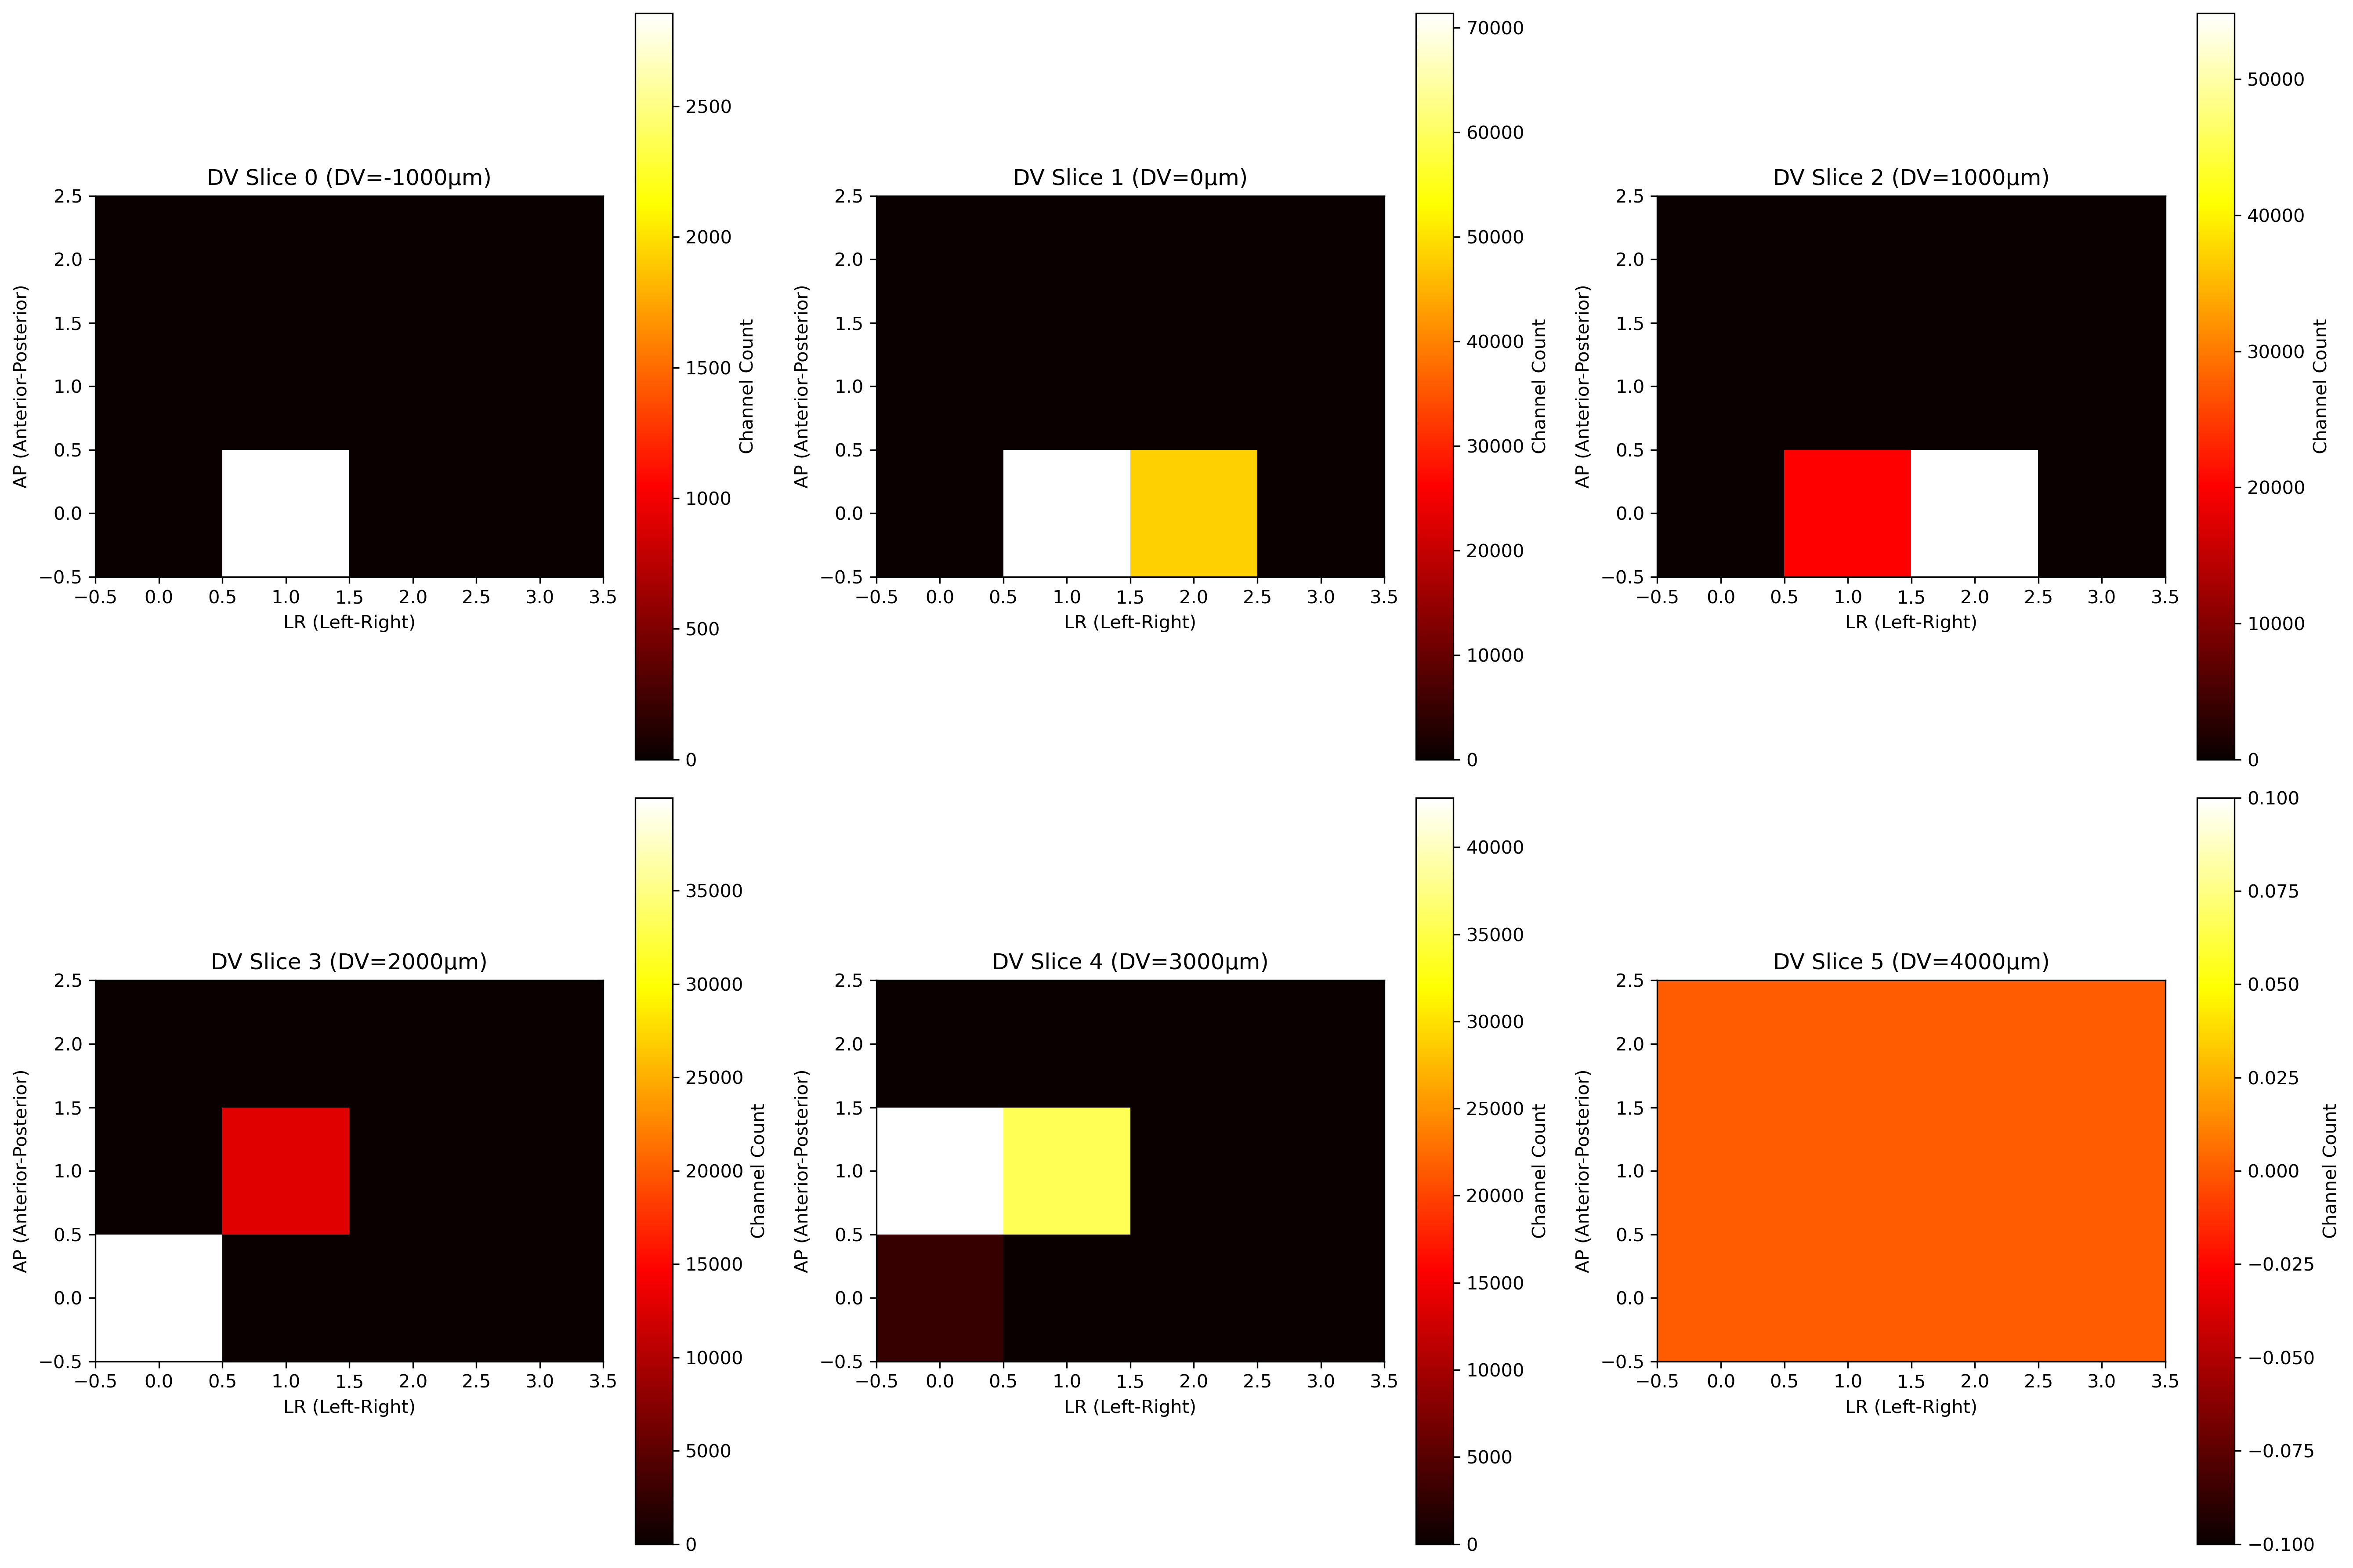 DV Slice 0 (DV=-1000μm)
AP (Anterior-Posterior)
2.5
2.0
1.5
1.0
0.5
0.0
−0.5
−0.5 0.0 0.5 1.0 1.5 2.0 2.5 3.0 3.5
LR (Left-Right)
2500
2000
1500
1000
500
0
Channel Count
DV Slice 1 (DV=0μm)
AP (Anterior-Posterior)
2.5
2.0
1.5
1.0
0.5
0.0
−0.5
−0.5 0.0 0.5 1.0 1.5 2.0 2.5 3.0 3.5
LR (Left-Right)
70000
60000
50000
40000
30000
20000
10000
0
Channel Count
DV Slice 2 (DV=1000μm)
AP (Anterior-Posterior)
2.5
2.0
1.5
1.0
0.5
0.0
−0.5
−0.5 0.0 0.5 1.0 1.5 2.0 2.5 3.0 3.5
LR (Left-Right)
50000
40000
30000
20000
10000
0
Channel Count
DV Slice 3 (DV=2000μm)
AP (Anterior-Posterior)
2.5
2.0
1.5
1.0
0.5
0.0
−0.5
−0.5 0.0 0.5 1.0 1.5 2.0 2.5 3.0 3.5
LR (Left-Right)
35000
30000
25000
20000
15000
10000
5000
0
Channel Count
DV Slice 4 (DV=3000μm)
AP (Anterior-Posterior)
2.5
2.0
1.5
1.0
0.5
0.0
−0.5
−0.5 0.0 0.5 1.0 1.5 2.0 2.5 3.0 3.5
LR (Left-Right)
40000
35000
30000
25000
20000
15000
10000
5000
0
Channel Count
DV Slice 5 (DV=4000μm)
AP (Anterior-Posterior)
2.5
2.0
1.5
1.0
0.5
0.0
−0.5
−0.5 0.0 0.5 1.0 1.5 2.0 2.5 3.0 3.5
LR (Left-Right)
0.100
0.075
0.050
0.025
0.000
−0.025
−0.050
−0.075
−0.100
Channel Count